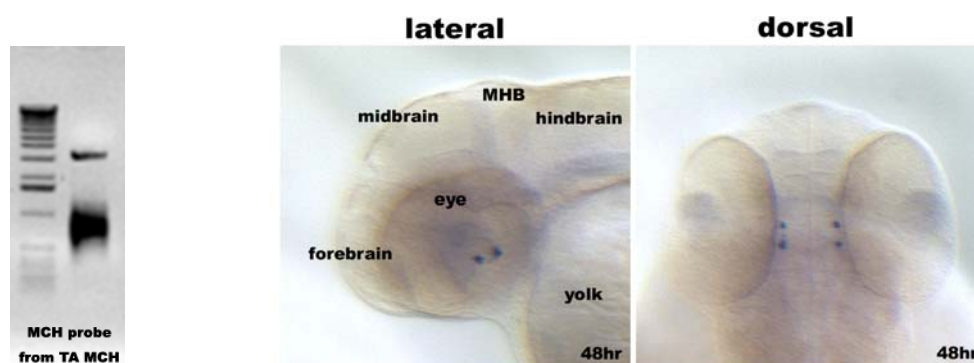 lateral
dorsal
MHB
midbrain
hindbrain
eye
forebrain
yolk
48hr
48hr
MCH probe
from TA MCH